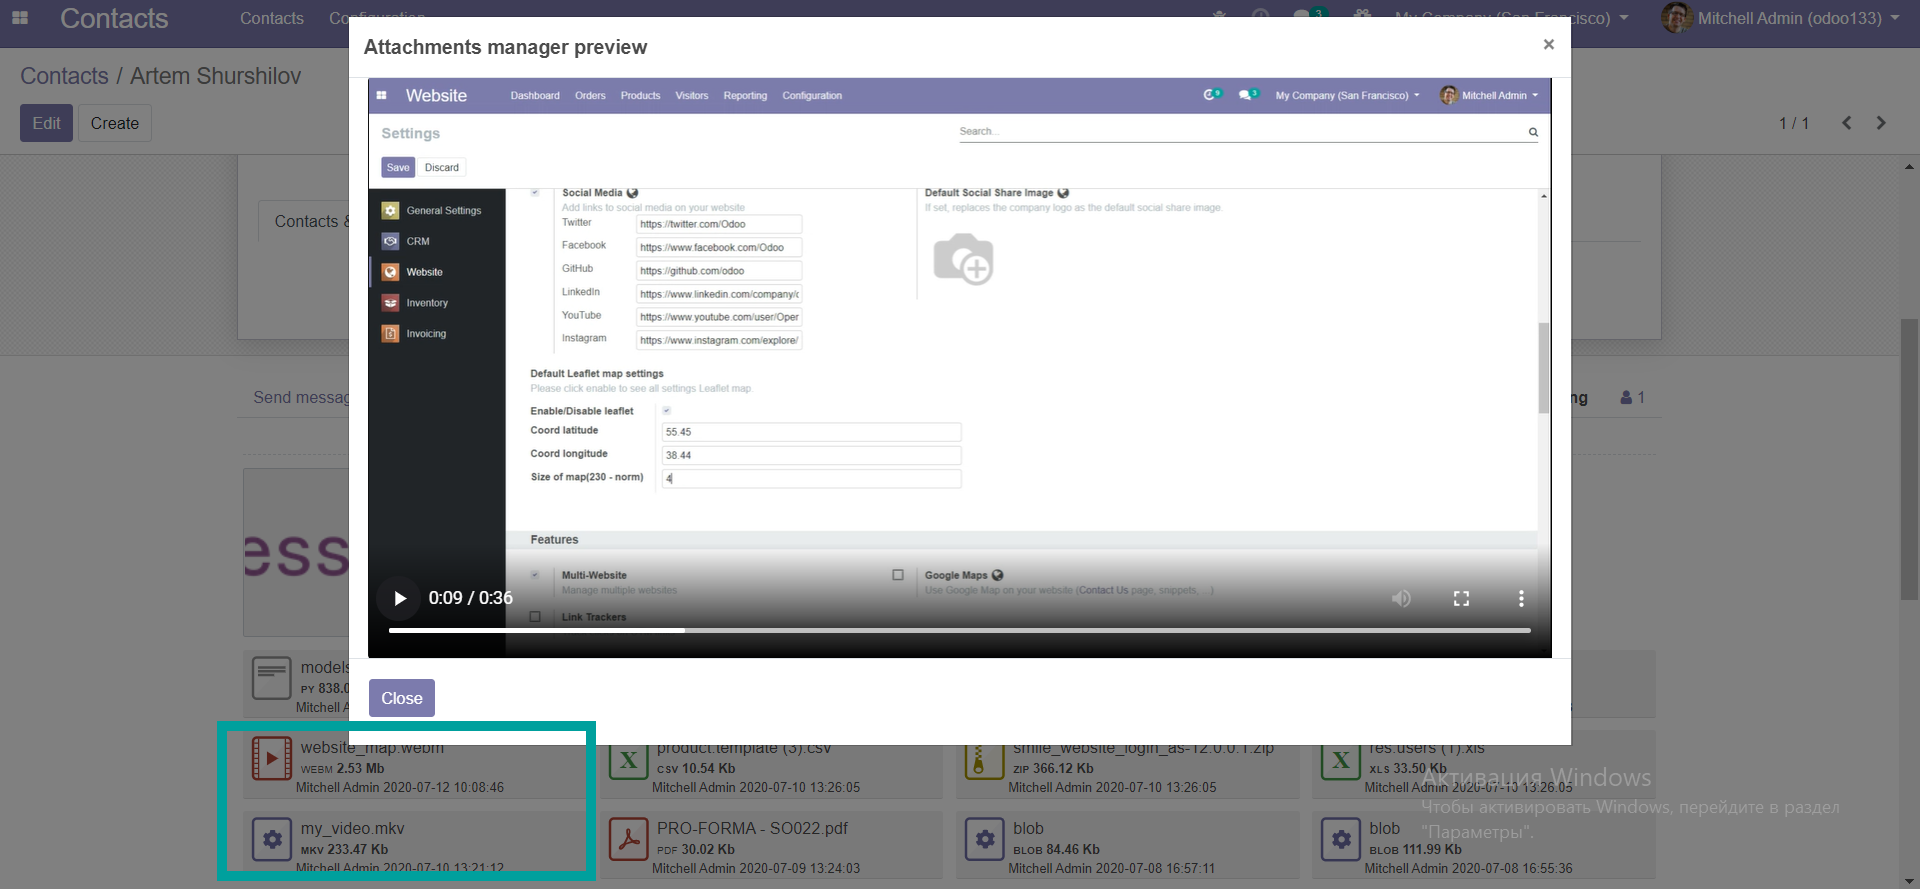 Contacts
Contacts
3
Mitchell Admin (odoo133)
Contacts / Artem Shurshilov
Edit
Create
1 / 1
Attachments manager preview
×
Website
Dashboard
Orders
Products
Visitors
Reporting
Configuration
9
3
My Company (San Francisco)
Mitchell Admin
Settings
Search...
Save
Discard
General Settings
CRM
Website
Inventory
Invoicing
Social Media
Add links to social media on your website
Twitter
https://twitter.com/Odoo
Facebook
https://www.facebook.com/Odoo
GitHub
https://github.com/odoo
LinkedIn
https://www.linkedin.com/company/
YouTube
https://www.youtube.com/user/Oper
Instagram
https://www.instagram.com/explore/
Default Social Share Image
If set, replaces the company logo as the default social share image.
Default Leaflet map settings
Please click enable to see all settings Leaflet map.
Enable/Disable leaflet
Coord latitude
55.45
Coord longitude
38.44
Size of map(230 - norm)
4
Features
Multi-Website
Manage multiple websites
Google Maps
Use Google Map on your website (Contact Us page, snippets, ...)
Link Trackers
0:09 / 0:36
Close
Contacts &
Send messag
ng
1
ess
models
PY 838.0
Mitchell A
website_map.webm
WEBM 2.53 Mb
Mitchell Admin 2020-07-12 10:08:46
product.template (3).csv
CSV 10.54 Kb
Mitchell Admin 2020-07-10 13:26:05
smile_website_login_as-12.0.0.1.zip
ZIP 366.12 Kb
Mitchell Admin 2020-07-10 13:26:05
res.users (1).xls
XLS 33.50 Kb
Mitchell Admin 2020-07-10 13:26:05
my_video.mkv
MKV 233.47 Kb
Mitchell Admin 2020-07-10 13:21:12
PRO-FORMA - SO022.pdf
PDF 30.02 Kb
Mitchell Admin 2020-07-09 13:24:03
blob
BLOB 84.46 Kb
Mitchell Admin 2020-07-08 16:57:11
blob
BLOB 111.99 Kb
Mitchell Admin 2020-07-08 16:55:36
Активация Windows
Чтобы активировать Windows, перейдите в раздел
"Параметры".